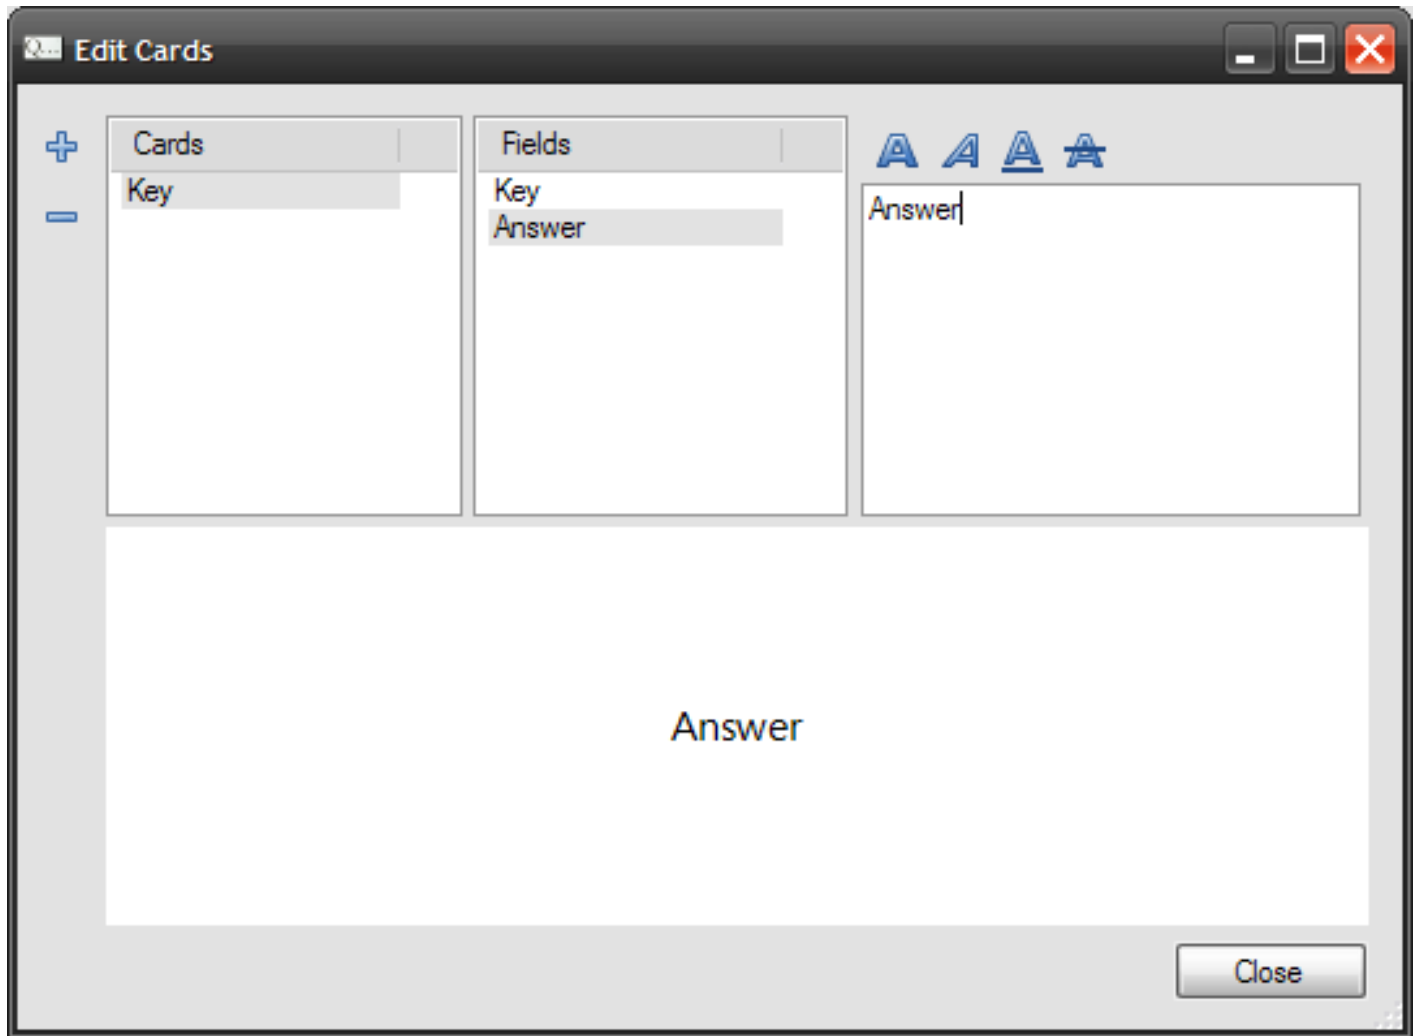 Q... Edit Cards
Cards
Key
Fields
Key
Answer
A A A A
Answer
Answer
Close